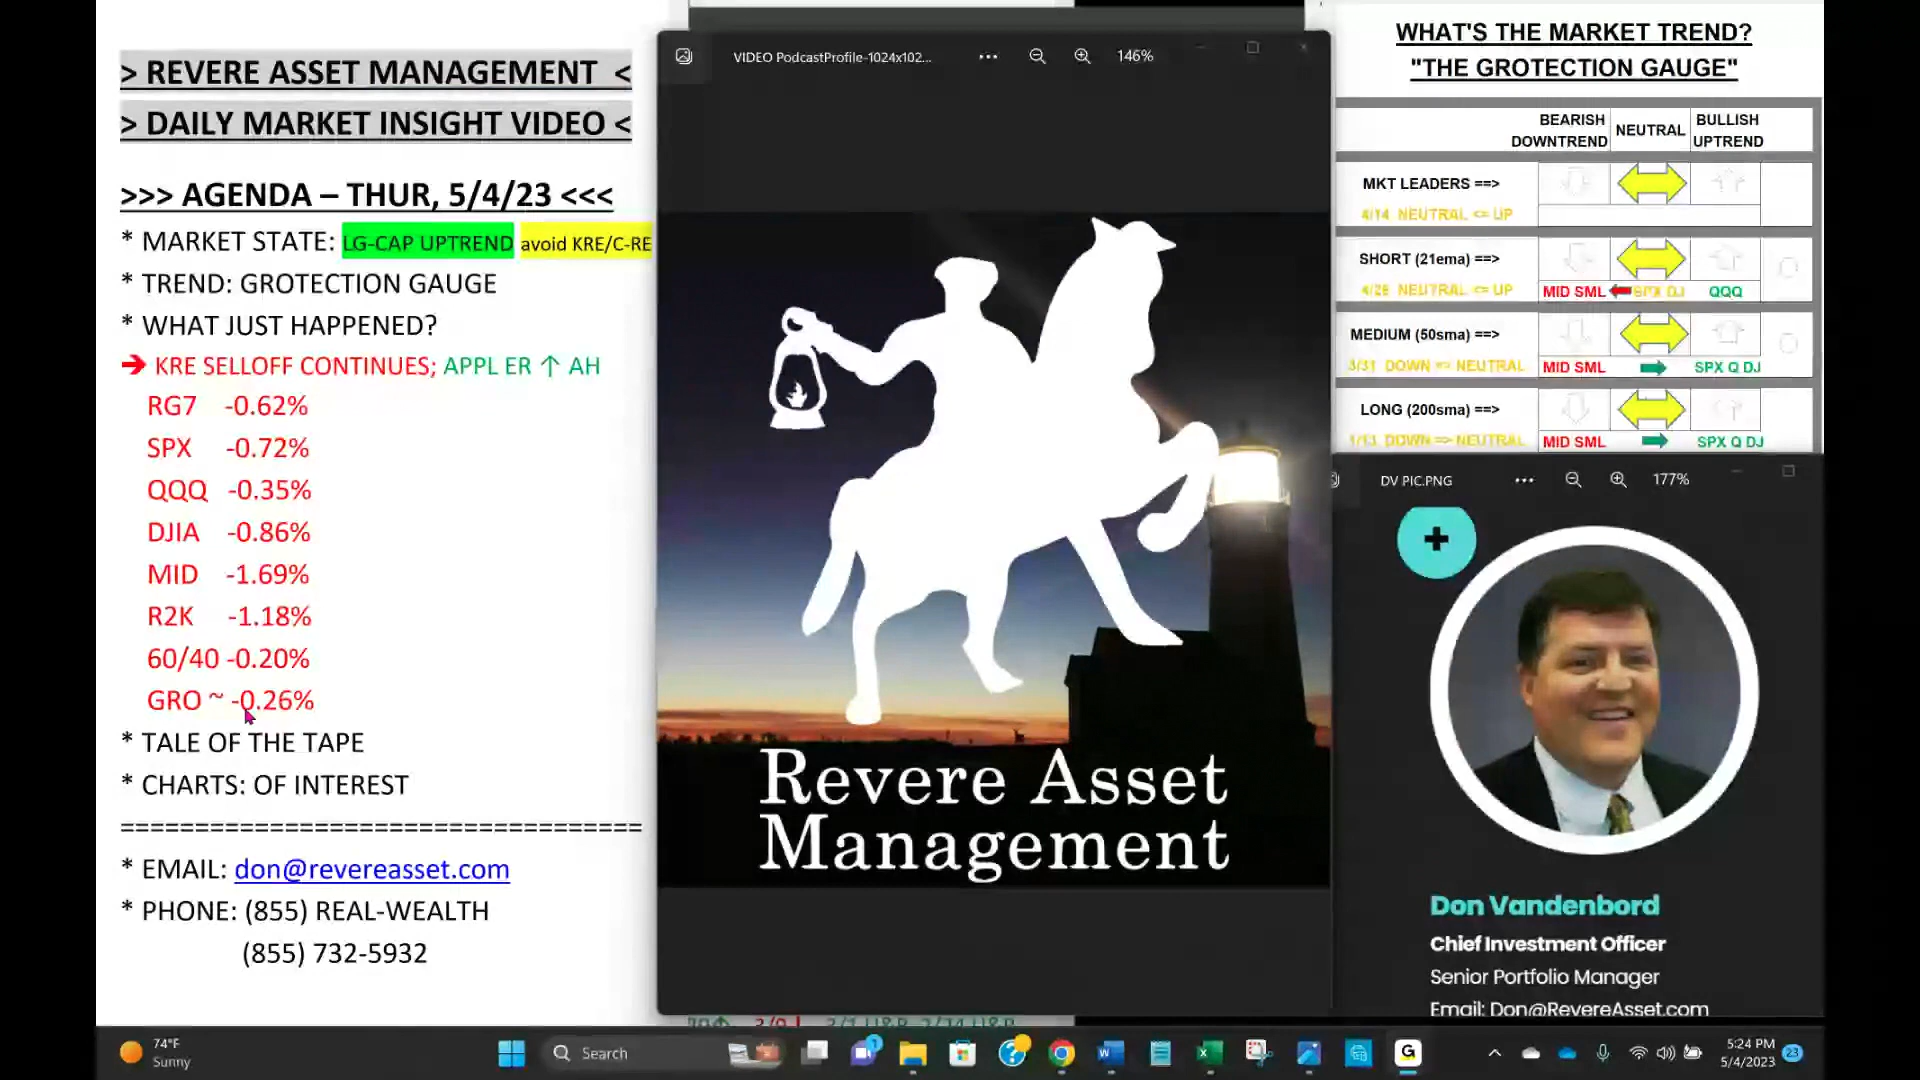 > REVERE ASSET MANAGEMENT <
> DAILY MARKET INSIGHT VIDEO <
>>> AGENDA – THUR, 5/4/23 <<<
* MARKET STATE: LG-CAP UPTREND avoid KRE/C-RE
* TREND: GROTECTION GAUGE
* WHAT JUST HAPPENED?
➔ KRE SELLOFF CONTINUES; APPL ER ↑ AH
RG7 -0.62%
SPX -0.72%
QQQ -0.35%
DJIA -0.86%
MID -1.69%
R2K -1.18%
60/40 -0.20%
GRO ~ -0.26%
* TALE OF THE TAPE
* CHARTS: OF INTEREST
==================================
* EMAIL: don@revereasset.com
* PHONE: (855) REAL-WEALTH
(855) 732-5932
VIDEO PodcastProfile-1024x102... ... 146%
Revere Asset
Management
WHAT'S THE MARKET TREND?
"THE GROTECTION GAUGE"
BEARISH DOWNTREND NEUTRAL BULLISH UPTREND
MKT LEADERS ==>
4/14 NEUTRAL <= UP
SHORT (21ema) ==>
4/28 NEUTRAL <= UP MID SML SPX DJ QQQ
MEDIUM (50sma) ==>
3/31 DOWN => NEUTRAL MID SML SPX Q DJ
LONG (200sma) ==>
1/13 DOWN => NEUTRAL MID SML SPX Q DJ
DV PIC.PNG ... 177%
Don Vandenbord
Chief Investment Officer
Senior Portfolio Manager
Email: Don@RevereAsset.com
74°F
Sunny
Search
5:24 PM
5/4/2023
23